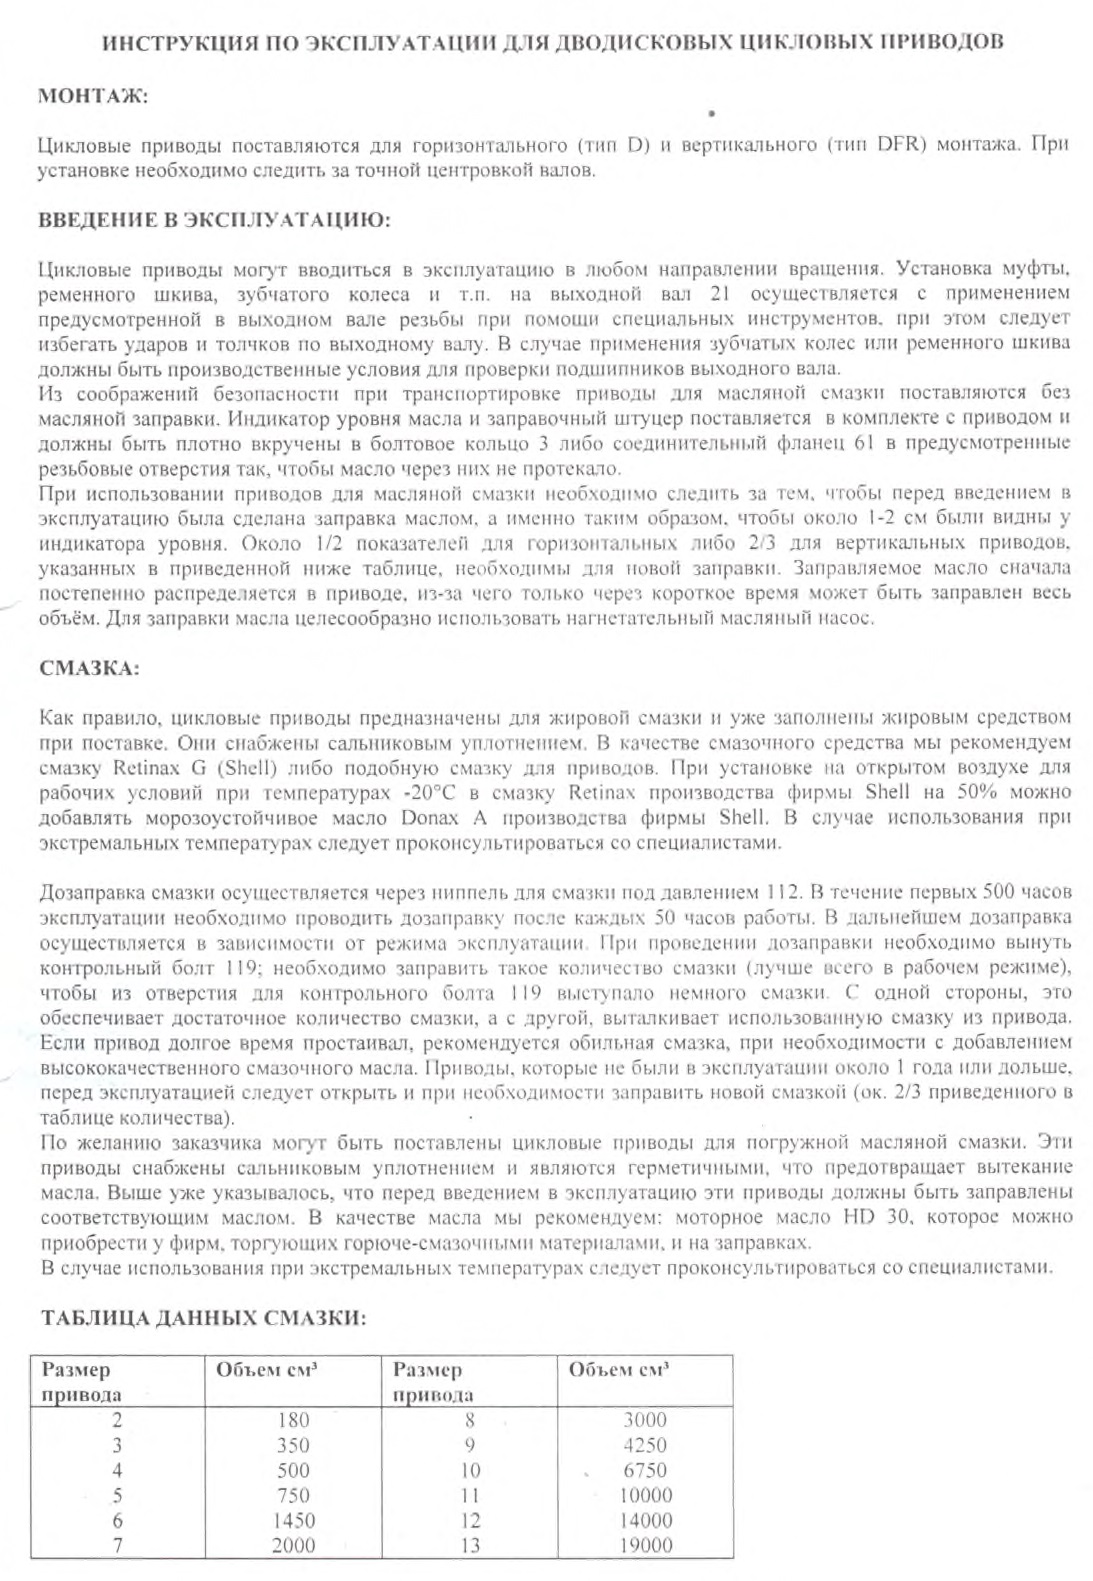 ИНСТРУКЦИЯ ПО ЭКСПЛУАТАЦИИ ДЛЯ ДВОДИСКОВЫХ ЦИКЛОВЫХ ПРИВОДОВ
МОНТАЖ:
Цикловые приводы поставляются для горизонтального (тип D) и вертикального (тип DFR) монтажа. При
установке необходимо следить за точной центровкой валов.
ВВЕДЕНИЕ В ЭКСПЛУАТАЦИЮ:
Цикловые приводы могут вводиться в эксплуатацию в любом направлении вращения. Установка муфты,
ременного шкива, зубчатого колеса и т.п. на выходной вал 21 осуществляется с применением
предусмотренной в выходном вале резьбы при помощи специальных инструментов, при этом следует
избегать ударов и толчков по выходному валу. В случае применения зубчатых колес или ременного шкива
должны быть производственные условия для проверки подшипников выходного вала.
Из соображений безопасности при транспортировке приводы для масляной смазки поставляются без
масляной заправки. Индикатор уровня масла и заправочный штуцер поставляется в комплекте с приводом и
должны быть плотно вкручены в болтовое кольцо 3 либо соединительный фланец 61 в предусмотренные
резьбовые отверстия так, чтобы масло через них не протекало.
При использовании приводов для масляной смазки необходимо следить за тем, чтобы перед введением в
эксплуатацию была сделана заправка маслом, а именно таким образом, чтобы около 1-2 см были видны у
индикатора уровня. Около 1/2 показателей для горизонтальных либо 2/3 для вертикальных приводов,
указанных в приведенной ниже таблице, необходимы для новой заправки. Заправляемое масло сначала
постепенно распределяется в приводе, из-за чего только через короткое время может быть заправлен весь
объём. Для заправки масла целесообразно использовать нагнетательный масляный насос.
СМАЗКА:
Как правило, цикловые приводы предназначены для жировой смазки и уже заполнены жировым средством
при поставке. Они снабжены сальниковым уплотнением. В качестве смазочного средства мы рекомендуем
смазку Retinax G (Shell) либо подобную смазку для приводов. При установке на открытом воздухе для
рабочих условий при температурах -20°C в смазку Retinax производства фирмы Shell на 50% можно
добавлять морозоустойчивое масло Donax A производства фирмы Shell. В случае использования при
экстремальных температурах следует проконсультироваться со специалистами.
Дозаправка смазки осуществляется через ниппель для смазки под давлением 112. В течение первых 500 часов
эксплуатации необходимо проводить дозаправку после каждых 50 часов работы. В дальнейшем дозаправка
осуществляется в зависимости от режима эксплуатации. При проведении дозаправки необходимо вынуть
контрольный болт 119; необходимо заправить такое количество смазки (лучше всего в рабочем режиме),
чтобы из отверстия для контрольного болта 119 выступало немного смазки. С одной стороны, это
обеспечивает достаточное количество смазки, а с другой, выталкивает использованную смазку из привода.
Если привод долгое время простаивал, рекомендуется обильная смазка, при необходимости с добавлением
высококачественного смазочного масла. Приводы, которые не были в эксплуатации около 1 года или дольше,
перед эксплуатацией следует открыть и при необходимости заправить новой смазкой (ок. 2/3 приведенного в
таблице количества).
По желанию заказчика могут быть поставлены цикловые приводы для погружной масляной смазки. Эти
приводы снабжены сальниковым уплотнением и являются герметичными, что предотвращает вытекание
масла. Выше уже указывалось, что перед введением в эксплуатацию эти приводы должны быть заправлены
соответствующим маслом. В качестве масла мы рекомендуем: моторное масло HD 30, которое можно
приобрести у фирм, торгующих горюче-смазочными материалами, и на заправках.
В случае использования при экстремальных температурах следует проконсультироваться со специалистами.
ТАБЛИЦА ДАННЫХ СМАЗКИ:
Размер привода Объем см³ Размер привода Объем см³
2 180 8 3000
3 350 9 4250
4 500 10 6750
5 750 11 10000
6 1450 12 14000
7 2000 13 19000